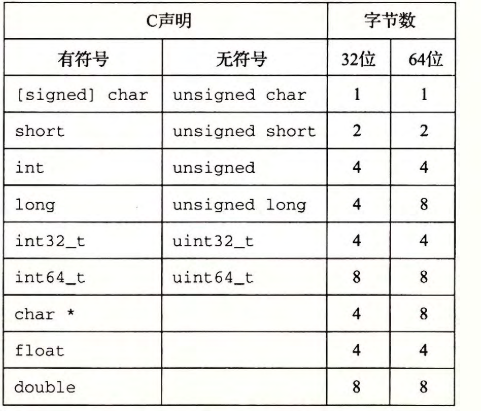 C声明 字节数
有符号 无符号 32位 64位
[signed] char unsigned char 1 1
short unsigned short 2 2
int unsigned 4 4
long unsigned long 4 8
int32_t uint32_t 4 4
int64_t uint64_t 8 8
char * 4 8
float 4 4
double 8 8